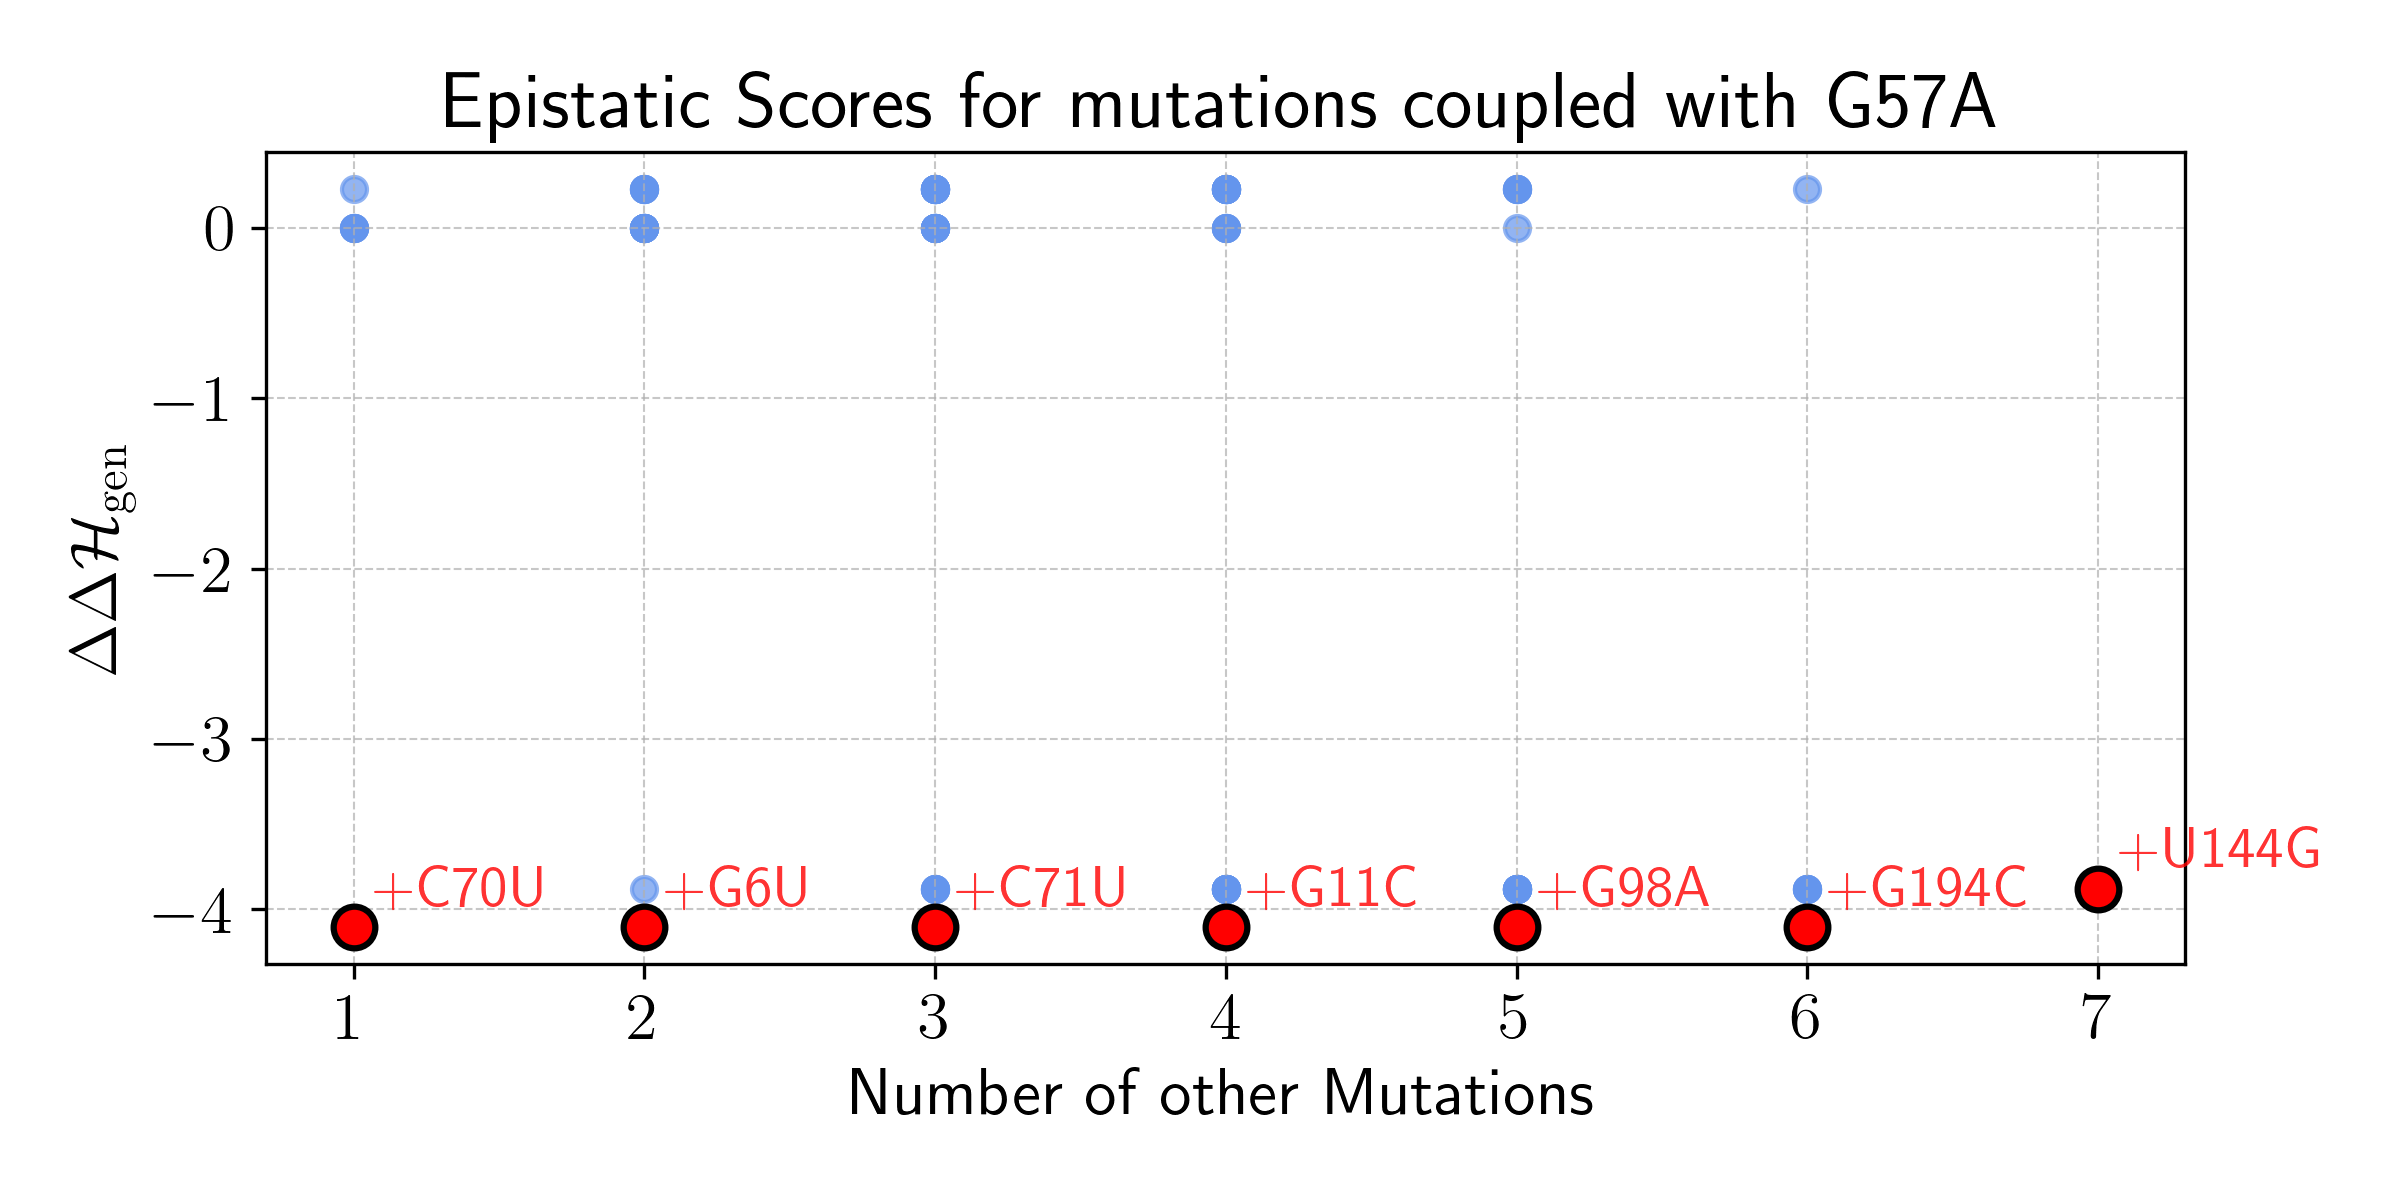 Epistatic Scores for mutations coupled with G57A
0
−1
−2
−3
−4
ΔΔℋgen
+C70U
+G6U
+C71U
+G11C
+G98A
+G194C
+U144G
1 2 3 4 5 6 7
Number of other Mutations